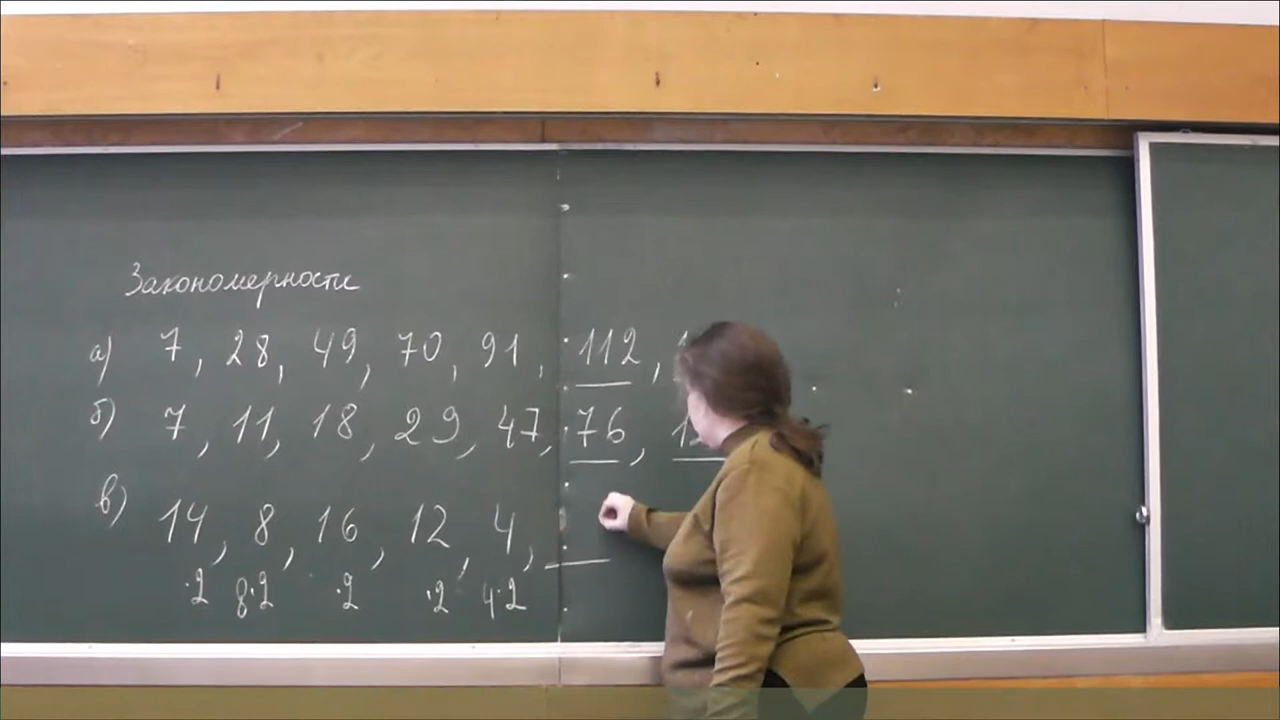 Закономерности
а) 7, 28, 49, 70, 91, 112,
б) 7, 11, 18, 29, 47, 76,
в) 14, 8, 16, 12, 4, __
·2 8·2 ·2 ·2 4·2